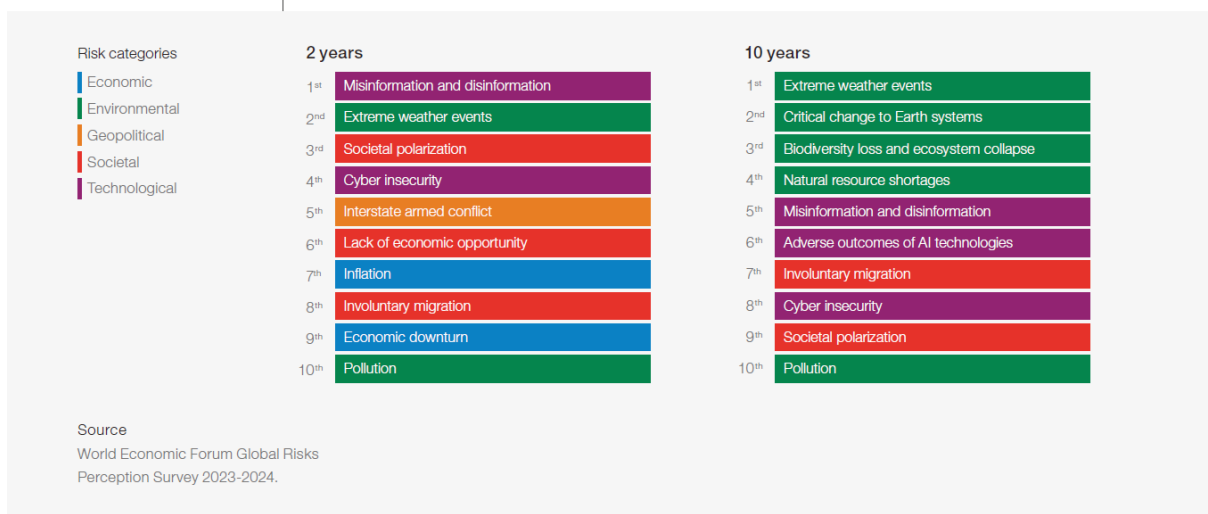 Risk categories
Economic
Environmental
Geopolitical
Societal
Technological
2 years
1st Misinformation and disinformation
2nd Extreme weather events
3rd Societal polarization
4th Cyber insecurity
5th Interstate armed conflict
6th Lack of economic opportunity
7th Inflation
8th Involuntary migration
9th Economic downturn
10th Pollution
10 years
1st Extreme weather events
2nd Critical change to Earth systems
3rd Biodiversity loss and ecosystem collapse
4th Natural resource shortages
5th Misinformation and disinformation
6th Adverse outcomes of AI technologies
7th Involuntary migration
8th Cyber insecurity
9th Societal polarization
10th Pollution
Source
World Economic Forum Global Risks
Perception Survey 2023-2024.